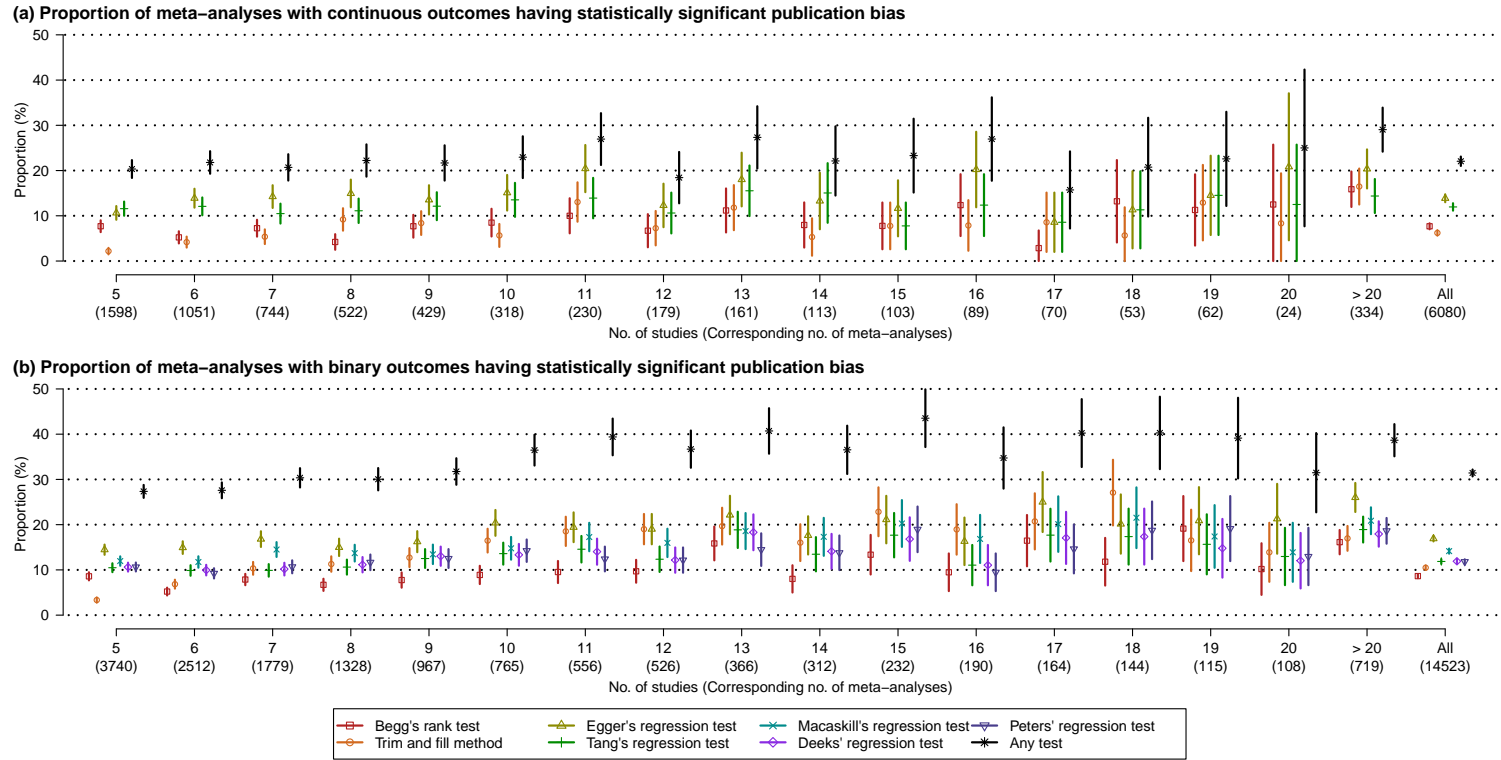 (a) Proportion of meta−analyses with continuous outcomes having statistically significant publication bias
Proportion (%)
50
40
30
20
10
0
5 6 7 8 9 10 11 12 13 14 15 16 17 18 19 20 > 20 All
(1598) (1051) (744) (522) (429) (318) (230) (179) (161) (113) (103) (89) (70) (53) (62) (24) (334) (6080)
No. of studies (Corresponding no. of meta−analyses)
(b) Proportion of meta−analyses with binary outcomes having statistically significant publication bias
Proportion (%)
50
40
30
20
10
0
5 6 7 8 9 10 11 12 13 14 15 16 17 18 19 20 > 20 All
(3740) (2512) (1779) (1328) (967) (765) (556) (526) (366) (312) (232) (190) (164) (144) (115) (108) (719) (14523)
No. of studies (Corresponding no. of meta−analyses)
Begg's rank test Egger's regression test Macaskill's regression test Peters' regression test
Trim and fill method Tang's regression test Deeks' regression test Any test